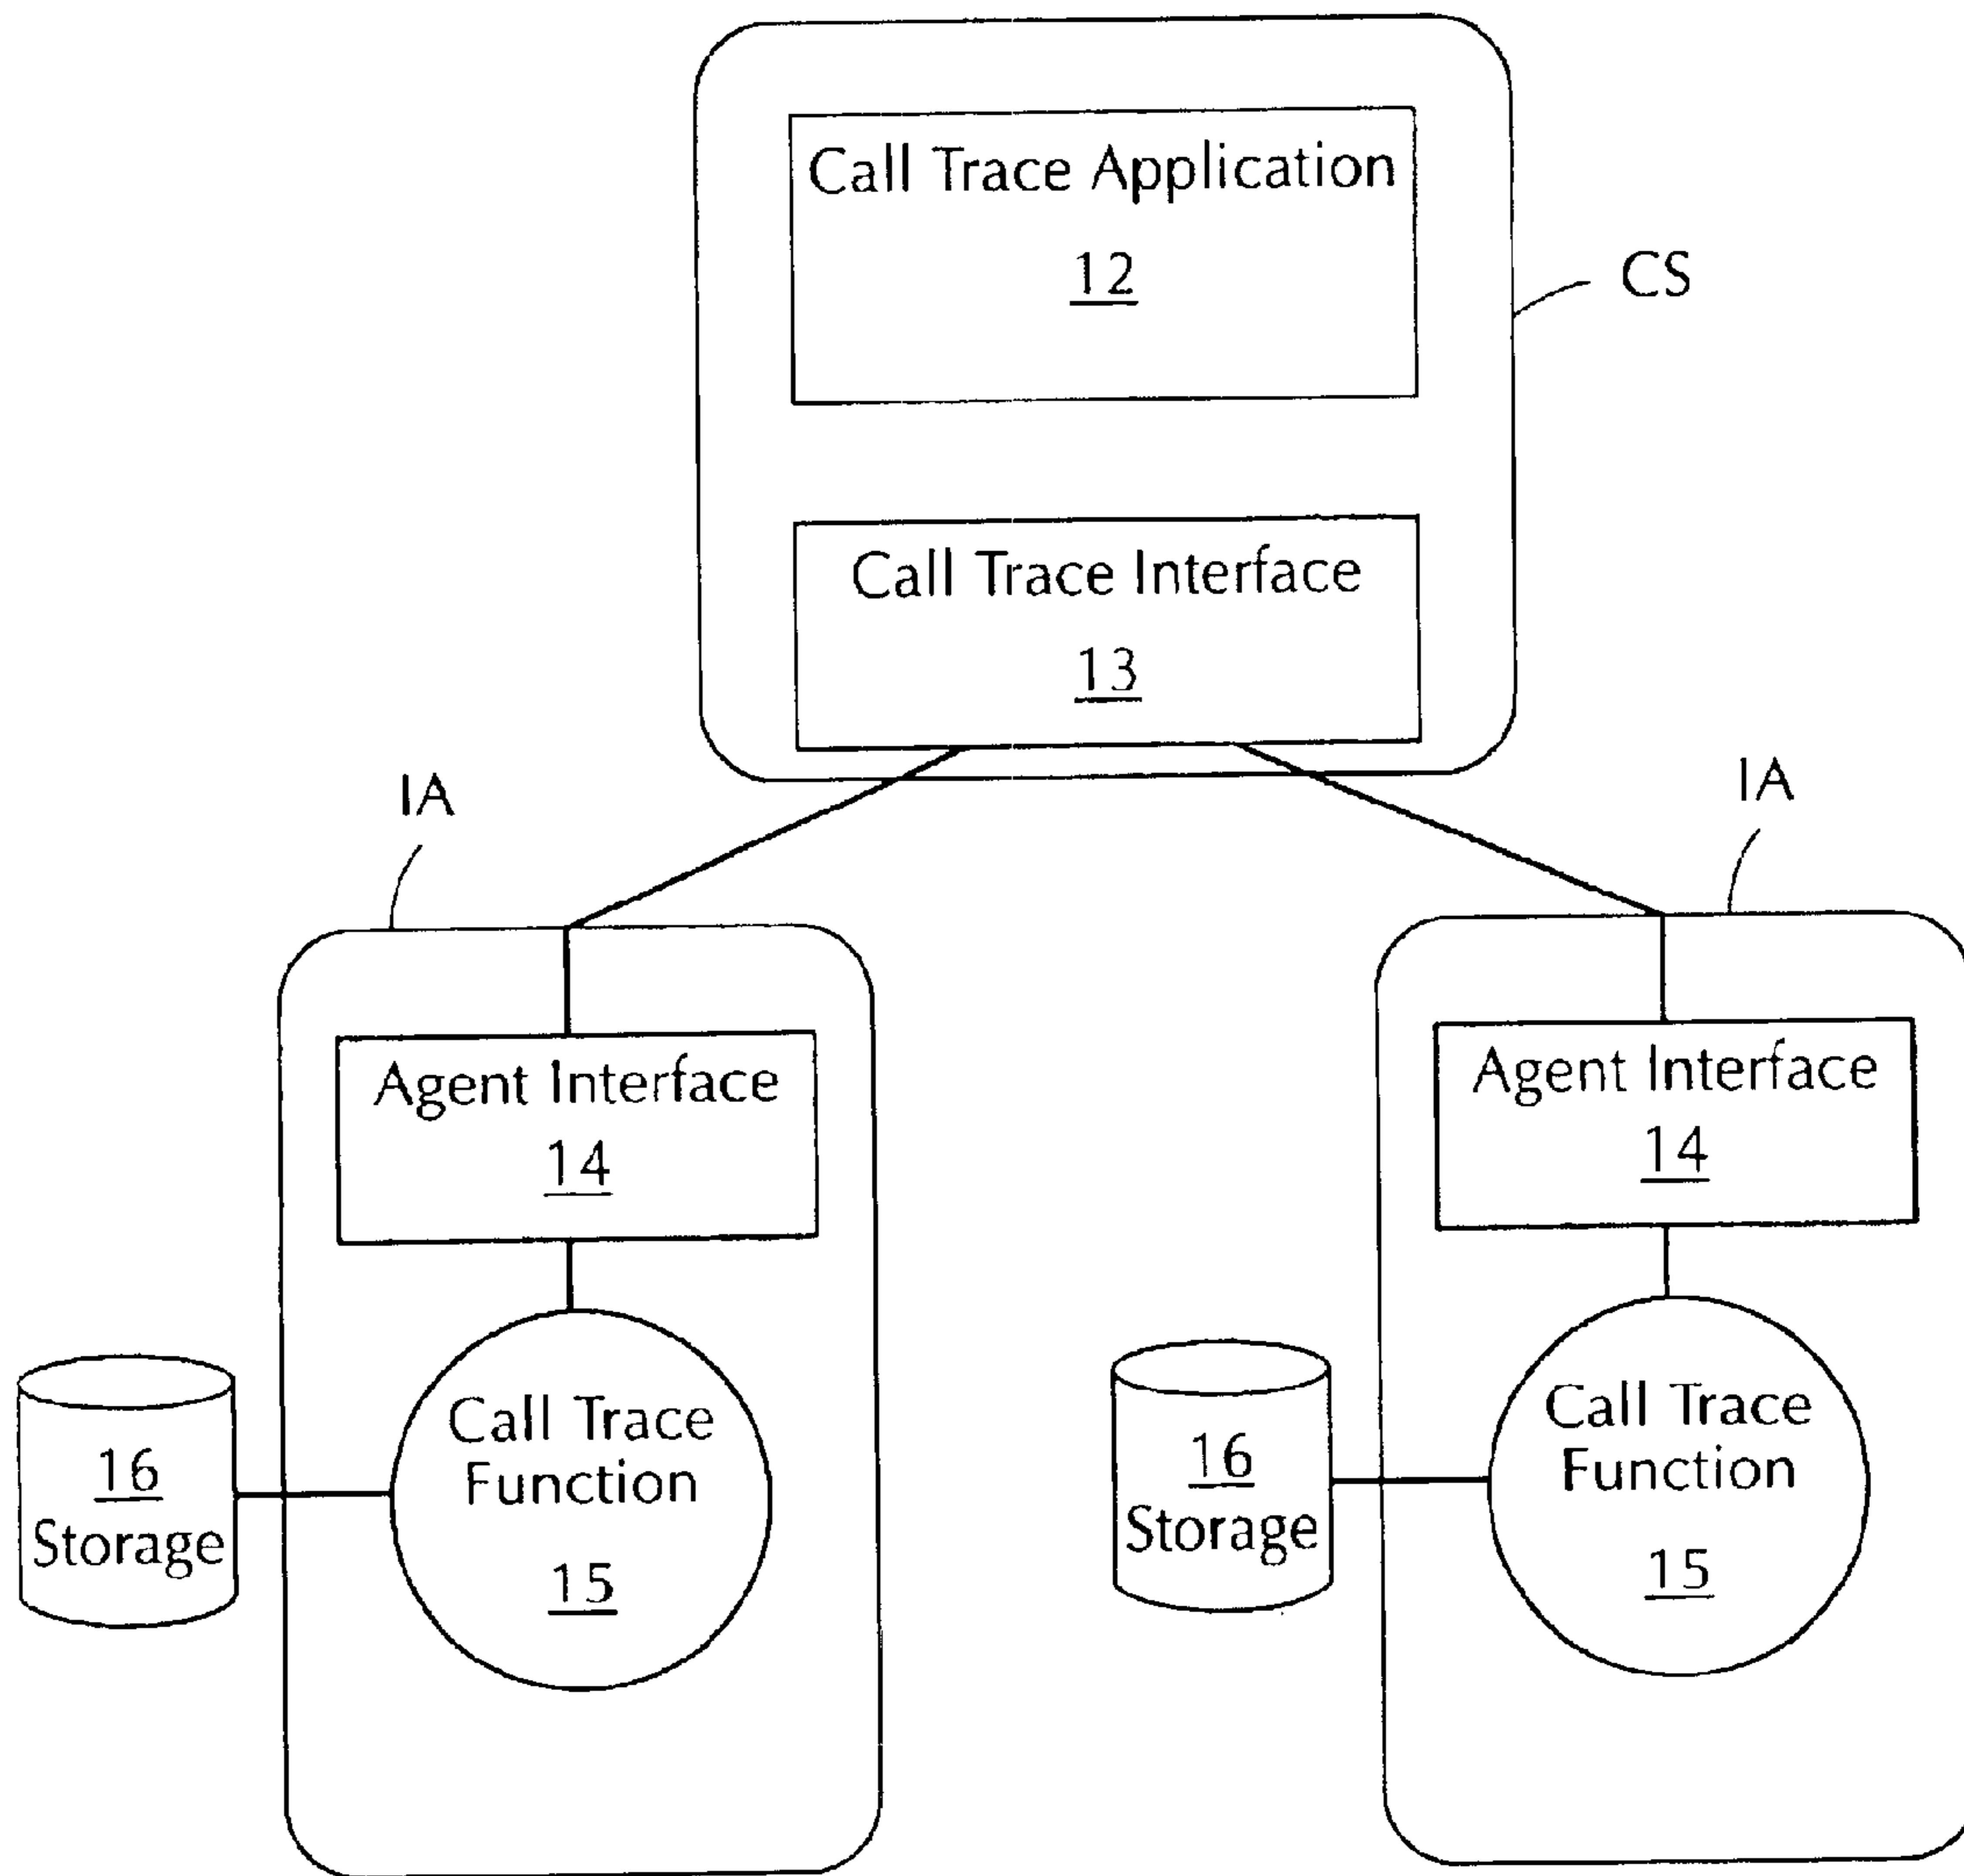 Call Trace Application
12
CS
Call Trace Interface
13
IA
IA
Agent Interface
14
Agent Interface
14
Call Trace
Function
15
16
Storage
Call Trace
Function
15
16
Storage